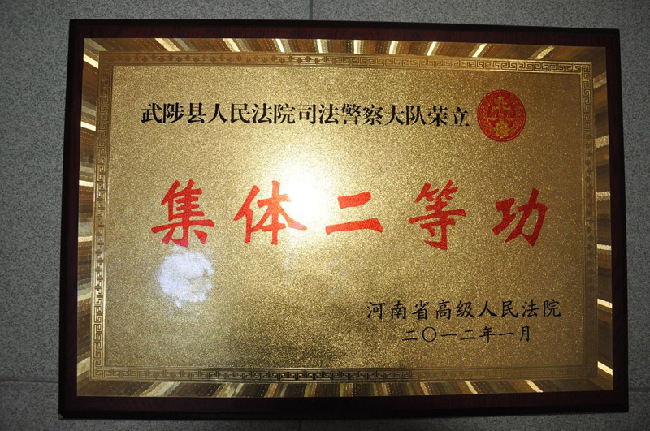 武陟县人民法院司法警察大队荣立
集体二等功
河南省高级人民法院
二〇一二年一月